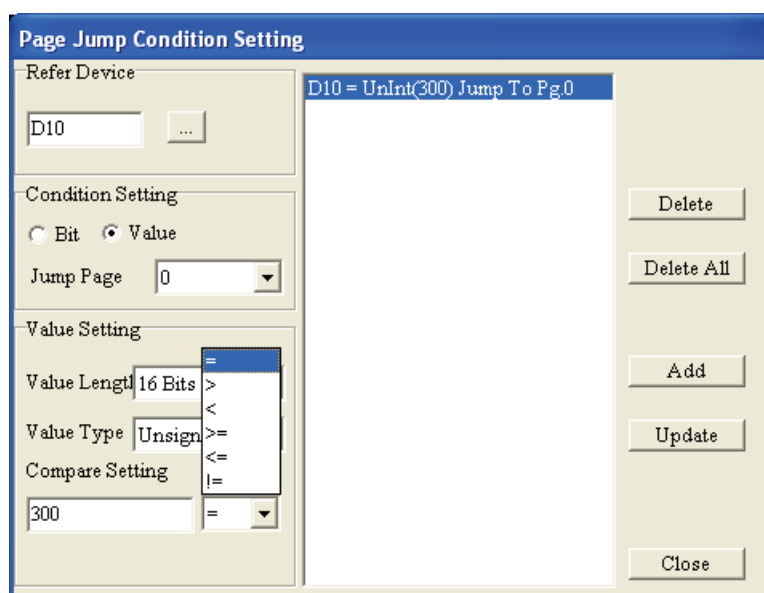 Page Jump Condition Setting
Refer Device
D10
...
Condition Setting
Bit
Value
Jump Page
0
Value Setting
Value Lengtl
16 Bits
Value Type
Unsign
Compare Setting
300
=
>
<
>=
<=
!=
=
D10 = UnInt(300) Jump To Pg.0
Delete
Delete All
Add
Update
Close